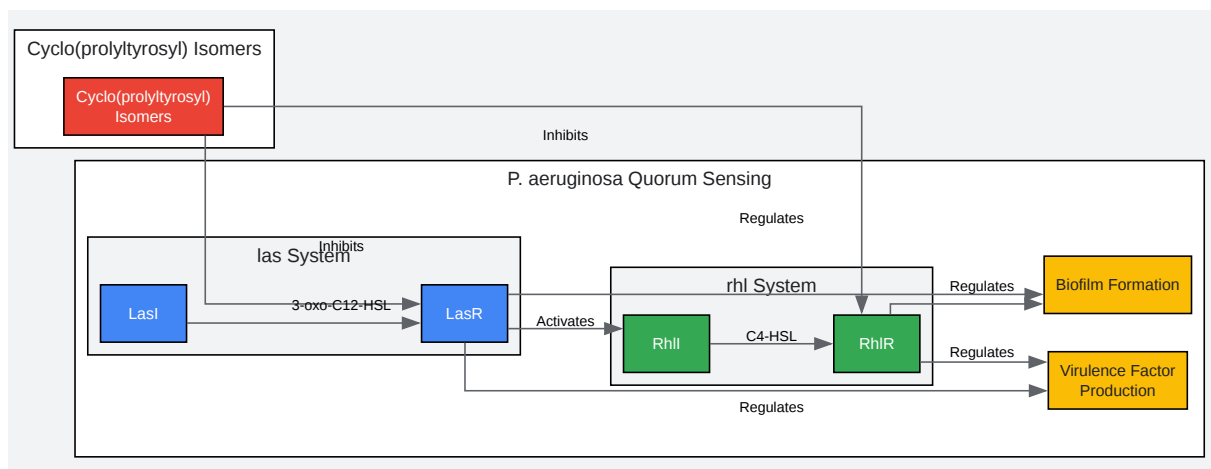 Cyclo(prolyltyrosyl) Isomers
Cyclo(prolyltyrosyl)
Isomers
Inhibits
P. aeruginosa Quorum Sensing
Regulates
Inhibits
las System
rhl System
LasI
3-oxo-C12-HSL
LasR
Activates
RhlI
C4-HSL
RhlR
Regulates
Biofilm Formation
Regulates
Virulence Factor
Production
Regulates